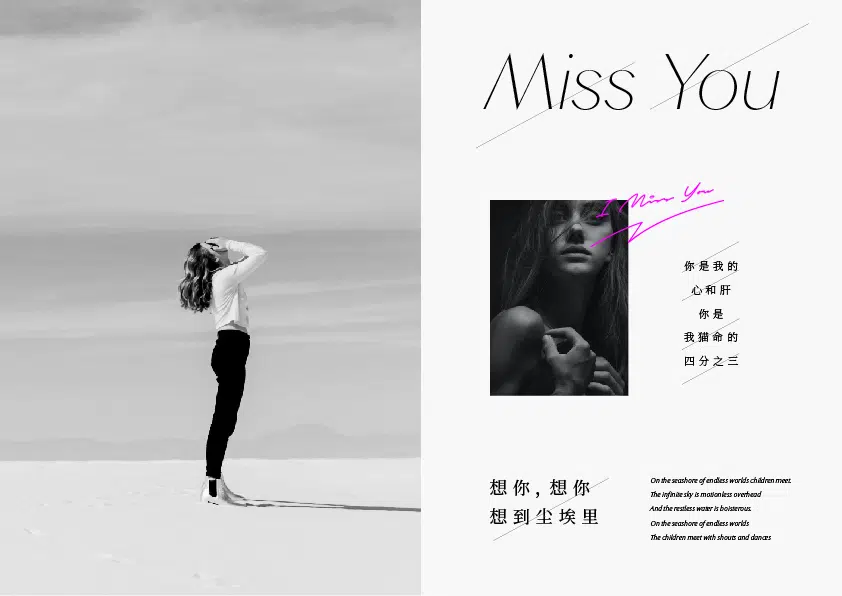 Miss You
I Miss You
你是我的
心和肝
你是
我猫命的
四分之三
想你，想你
想到尘埃里
On the seashore of endless worlds children meet.
The infinite sky is motionless overhead
And the restless water is boisterous.
On the seashore of endless worlds
The children meet with shouts and dances